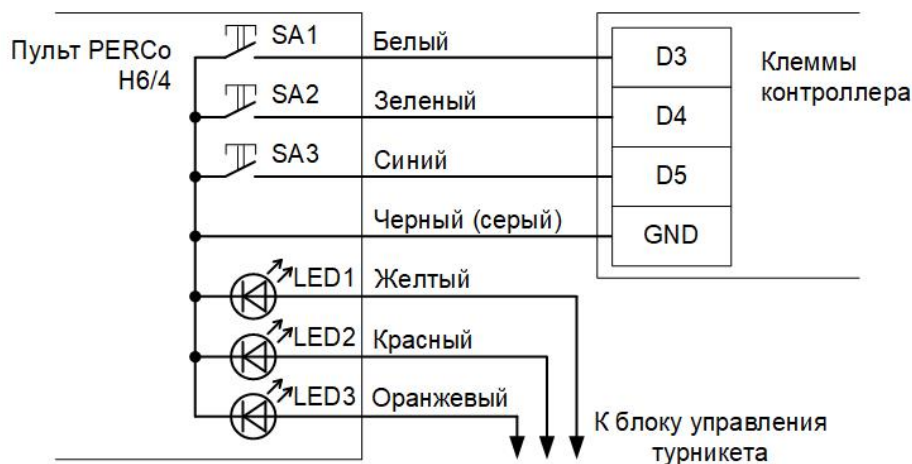 Пульт PERCo
H6/4
SA1
Белый
D3
Клеммы
контроллера
SA2
Зеленый
D4
SA3
Синий
D5
Черный (серый)
GND
LED1
Желтый
LED2
Красный
LED3
Оранжевый
К блоку управления
турникета